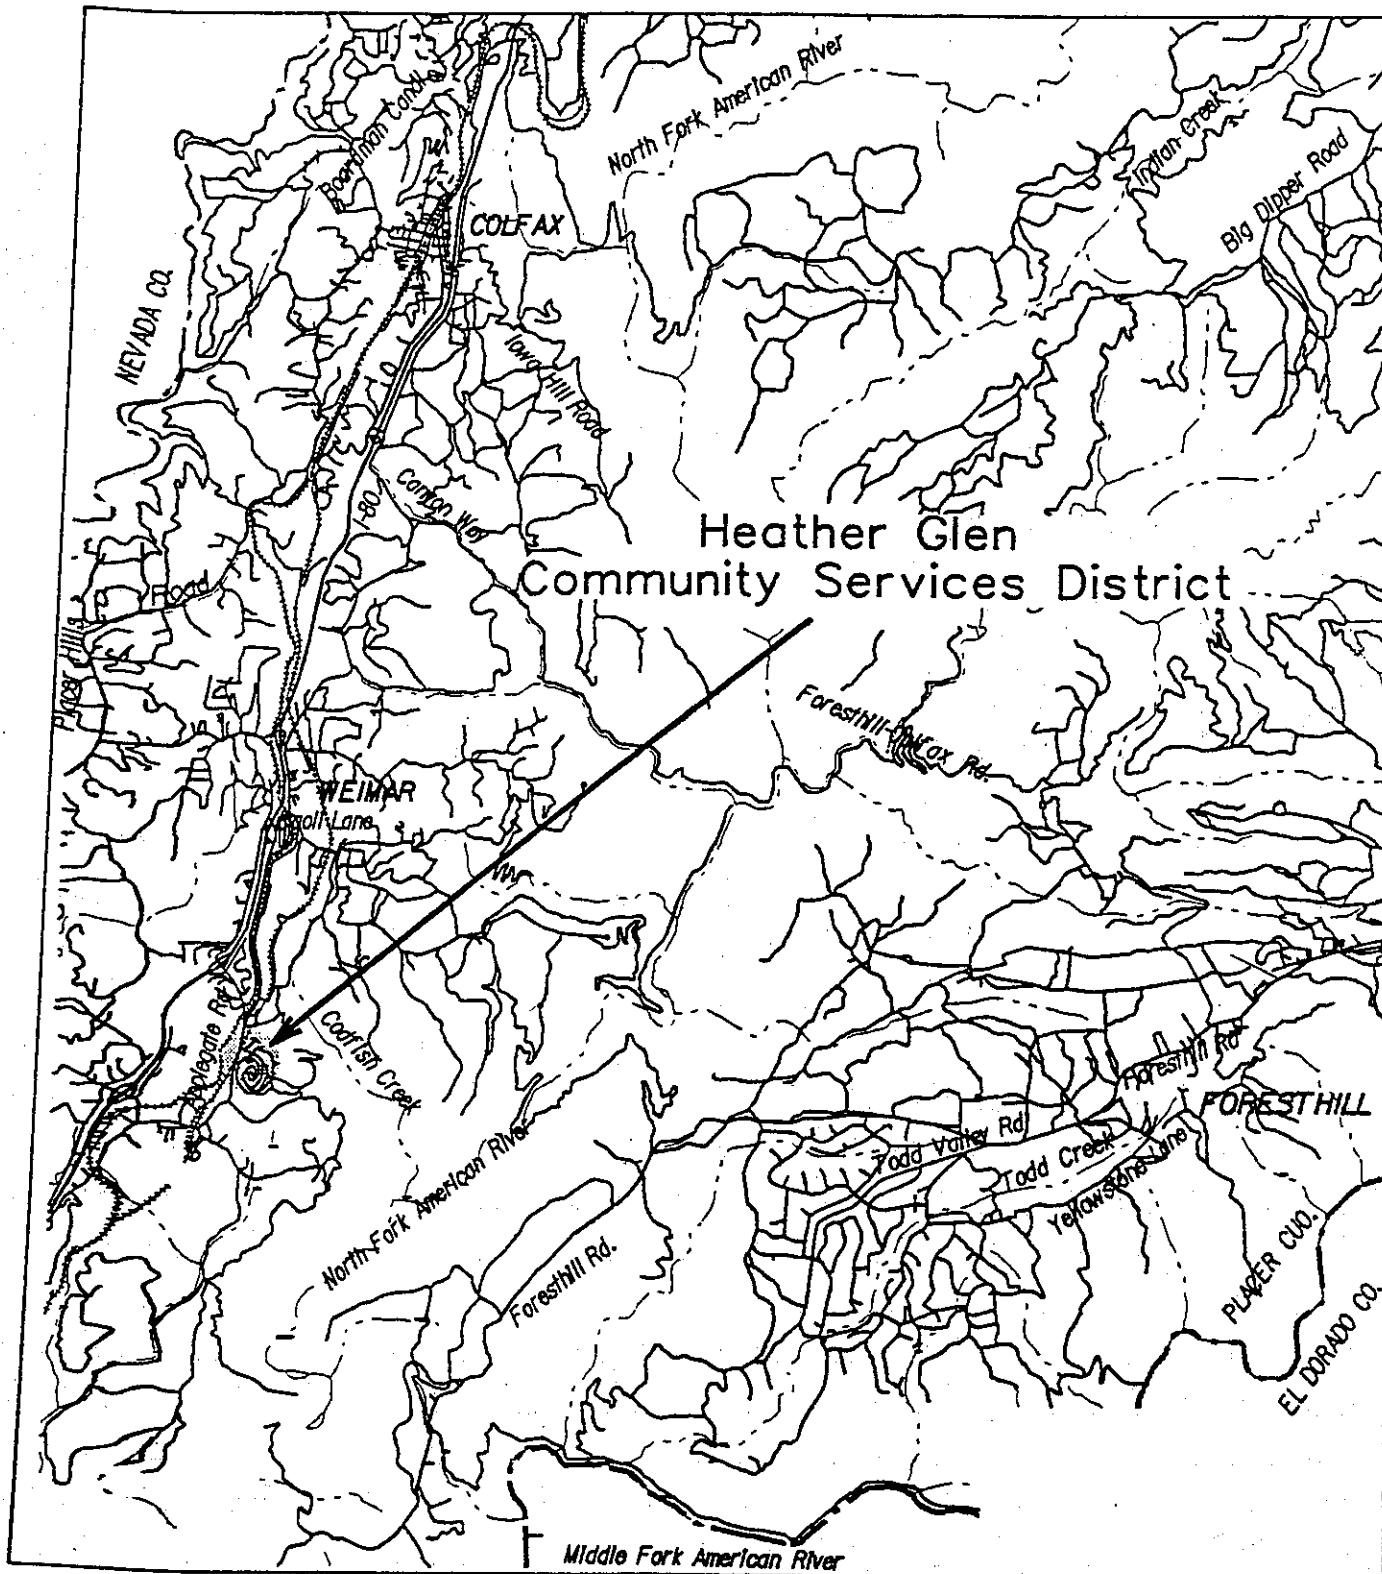 North Fork American River
Boardman Canal
Indian Creek
Big Dipper Road
COLFAX
NEVADA CO.
Iowa Hill Road
I-80
Canyon Way
Heather Glen
Community Services District
Placer Hills
Road
Foresthill-Colfax Rd.
WEIMAR
Lane
Applegate Rd
Codfish Creek
Foresthill Rd
FORESTHILL
Todd Valley Rd
Todd Creek
Yellowstone Lane
North Fork American River
Foresthill Rd.
PLACER CUO.
EL DORADO CO.
Middle Fork American River